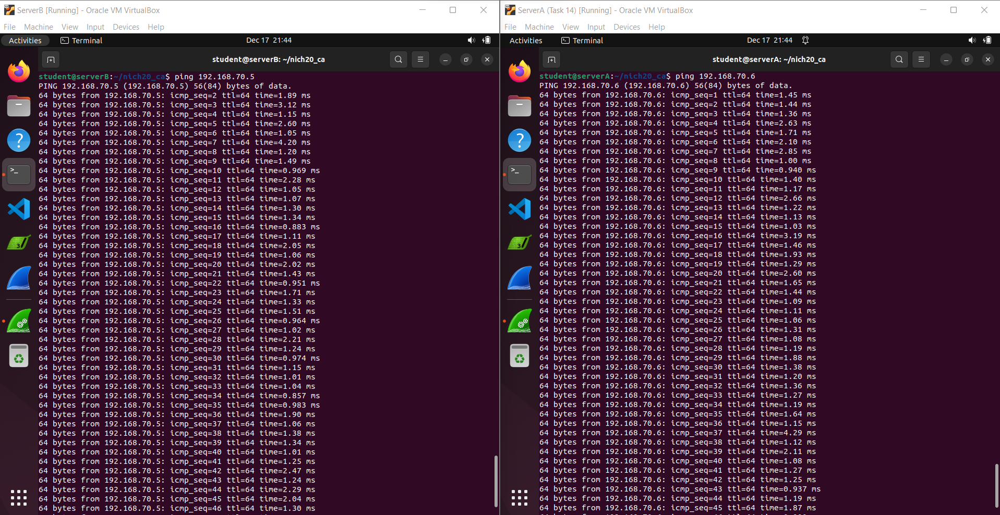 ServerB [Running] - Oracle VM VirtualBox
File Machine View Input Devices Help
Activities Terminal Dec 17 21:44
student@serverB: ~/nich20_ca
student@serverB:~/nich20_ca$ ping 192.168.70.5
PING 192.168.70.5 (192.168.70.5) 56(84) bytes of data.
64 bytes from 192.168.70.5: icmp_seq=2 ttl=64 time=1.89 ms
64 bytes from 192.168.70.5: icmp_seq=3 ttl=64 time=3.12 ms
64 bytes from 192.168.70.5: icmp_seq=4 ttl=64 time=1.15 ms
64 bytes from 192.168.70.5: icmp_seq=5 ttl=64 time=2.60 ms
64 bytes from 192.168.70.5: icmp_seq=6 ttl=64 time=1.05 ms
64 bytes from 192.168.70.5: icmp_seq=7 ttl=64 time=4.20 ms
64 bytes from 192.168.70.5: icmp_seq=8 ttl=64 time=1.20 ms
64 bytes from 192.168.70.5: icmp_seq=9 ttl=64 time=1.49 ms
64 bytes from 192.168.70.5: icmp_seq=10 ttl=64 time=0.969 ms
64 bytes from 192.168.70.5: icmp_seq=11 ttl=64 time=2.28 ms
64 bytes from 192.168.70.5: icmp_seq=12 ttl=64 time=1.05 ms
64 bytes from 192.168.70.5: icmp_seq=13 ttl=64 time=1.07 ms
64 bytes from 192.168.70.5: icmp_seq=14 ttl=64 time=1.30 ms
64 bytes from 192.168.70.5: icmp_seq=15 ttl=64 time=1.34 ms
64 bytes from 192.168.70.5: icmp_seq=16 ttl=64 time=0.883 ms
64 bytes from 192.168.70.5: icmp_seq=17 ttl=64 time=1.11 ms
64 bytes from 192.168.70.5: icmp_seq=18 ttl=64 time=2.05 ms
64 bytes from 192.168.70.5: icmp_seq=19 ttl=64 time=1.06 ms
64 bytes from 192.168.70.5: icmp_seq=20 ttl=64 time=2.02 ms
64 bytes from 192.168.70.5: icmp_seq=21 ttl=64 time=1.43 ms
64 bytes from 192.168.70.5: icmp_seq=22 ttl=64 time=0.951 ms
64 bytes from 192.168.70.5: icmp_seq=23 ttl=64 time=1.71 ms
64 bytes from 192.168.70.5: icmp_seq=24 ttl=64 time=1.33 ms
64 bytes from 192.168.70.5: icmp_seq=25 ttl=64 time=1.51 ms
64 bytes from 192.168.70.5: icmp_seq=26 ttl=64 time=0.964 ms
64 bytes from 192.168.70.5: icmp_seq=27 ttl=64 time=1.02 ms
64 bytes from 192.168.70.5: icmp_seq=28 ttl=64 time=2.21 ms
64 bytes from 192.168.70.5: icmp_seq=29 ttl=64 time=1.24 ms
64 bytes from 192.168.70.5: icmp_seq=30 ttl=64 time=0.974 ms
64 bytes from 192.168.70.5: icmp_seq=31 ttl=64 time=1.15 ms
64 bytes from 192.168.70.5: icmp_seq=32 ttl=64 time=1.01 ms
64 bytes from 192.168.70.5: icmp_seq=33 ttl=64 time=1.04 ms
64 bytes from 192.168.70.5: icmp_seq=34 ttl=64 time=0.857 ms
64 bytes from 192.168.70.5: icmp_seq=35 ttl=64 time=0.983 ms
64 bytes from 192.168.70.5: icmp_seq=36 ttl=64 time=1.90 ms
64 bytes from 192.168.70.5: icmp_seq=37 ttl=64 time=1.06 ms
64 bytes from 192.168.70.5: icmp_seq=38 ttl=64 time=1.38 ms
64 bytes from 192.168.70.5: icmp_seq=39 ttl=64 time=1.34 ms
64 bytes from 192.168.70.5: icmp_seq=40 ttl=64 time=1.01 ms
64 bytes from 192.168.70.5: icmp_seq=41 ttl=64 time=1.25 ms
64 bytes from 192.168.70.5: icmp_seq=42 ttl=64 time=2.47 ms
64 bytes from 192.168.70.5: icmp_seq=43 ttl=64 time=1.24 ms
64 bytes from 192.168.70.5: icmp_seq=44 ttl=64 time=2.29 ms
64 bytes from 192.168.70.5: icmp_seq=45 ttl=64 time=2.04 ms
64 bytes from 192.168.70.5: icmp_seq=46 ttl=64 time=1.30 ms
ServerA (Task 14) [Running] - Oracle VM VirtualBox
File Machine View Input Devices Help
Activities Terminal Dec 17 21:44
student@serverA: ~/nich20_ca
student@serverA:~/nich20_ca$ ping 192.168.70.6
PING 192.168.70.6 (192.168.70.6) 56(84) bytes of data.
64 bytes from 192.168.70.6: icmp_seq=1 ttl=64 time=1.45 ms
64 bytes from 192.168.70.6: icmp_seq=2 ttl=64 time=1.44 ms
64 bytes from 192.168.70.6: icmp_seq=3 ttl=64 time=1.36 ms
64 bytes from 192.168.70.6: icmp_seq=4 ttl=64 time=2.63 ms
64 bytes from 192.168.70.6: icmp_seq=5 ttl=64 time=1.71 ms
64 bytes from 192.168.70.6: icmp_seq=6 ttl=64 time=2.10 ms
64 bytes from 192.168.70.6: icmp_seq=7 ttl=64 time=2.85 ms
64 bytes from 192.168.70.6: icmp_seq=8 ttl=64 time=1.00 ms
64 bytes from 192.168.70.6: icmp_seq=9 ttl=64 time=0.940 ms
64 bytes from 192.168.70.6: icmp_seq=10 ttl=64 time=1.40 ms
64 bytes from 192.168.70.6: icmp_seq=11 ttl=64 time=1.17 ms
64 bytes from 192.168.70.6: icmp_seq=12 ttl=64 time=2.66 ms
64 bytes from 192.168.70.6: icmp_seq=13 ttl=64 time=1.22 ms
64 bytes from 192.168.70.6: icmp_seq=14 ttl=64 time=1.13 ms
64 bytes from 192.168.70.6: icmp_seq=15 ttl=64 time=1.03 ms
64 bytes from 192.168.70.6: icmp_seq=16 ttl=64 time=3.19 ms
64 bytes from 192.168.70.6: icmp_seq=17 ttl=64 time=1.46 ms
64 bytes from 192.168.70.6: icmp_seq=18 ttl=64 time=1.93 ms
64 bytes from 192.168.70.6: icmp_seq=19 ttl=64 time=1.29 ms
64 bytes from 192.168.70.6: icmp_seq=20 ttl=64 time=2.60 ms
64 bytes from 192.168.70.6: icmp_seq=21 ttl=64 time=1.65 ms
64 bytes from 192.168.70.6: icmp_seq=22 ttl=64 time=1.44 ms
64 bytes from 192.168.70.6: icmp_seq=23 ttl=64 time=1.09 ms
64 bytes from 192.168.70.6: icmp_seq=24 ttl=64 time=1.11 ms
64 bytes from 192.168.70.6: icmp_seq=25 ttl=64 time=1.06 ms
64 bytes from 192.168.70.6: icmp_seq=26 ttl=64 time=1.31 ms
64 bytes from 192.168.70.6: icmp_seq=27 ttl=64 time=1.08 ms
64 bytes from 192.168.70.6: icmp_seq=28 ttl=64 time=1.19 ms
64 bytes from 192.168.70.6: icmp_seq=29 ttl=64 time=1.88 ms
64 bytes from 192.168.70.6: icmp_seq=30 ttl=64 time=1.38 ms
64 bytes from 192.168.70.6: icmp_seq=31 ttl=64 time=1.20 ms
64 bytes from 192.168.70.6: icmp_seq=32 ttl=64 time=1.36 ms
64 bytes from 192.168.70.6: icmp_seq=33 ttl=64 time=1.27 ms
64 bytes from 192.168.70.6: icmp_seq=34 ttl=64 time=1.19 ms
64 bytes from 192.168.70.6: icmp_seq=35 ttl=64 time=1.64 ms
64 bytes from 192.168.70.6: icmp_seq=36 ttl=64 time=1.15 ms
64 bytes from 192.168.70.6: icmp_seq=37 ttl=64 time=4.29 ms
64 bytes from 192.168.70.6: icmp_seq=38 ttl=64 time=1.12 ms
64 bytes from 192.168.70.6: icmp_seq=39 ttl=64 time=2.11 ms
64 bytes from 192.168.70.6: icmp_seq=40 ttl=64 time=1.08 ms
64 bytes from 192.168.70.6: icmp_seq=41 ttl=64 time=1.27 ms
64 bytes from 192.168.70.6: icmp_seq=42 ttl=64 time=1.25 ms
64 bytes from 192.168.70.6: icmp_seq=43 ttl=64 time=0.937 ms
64 bytes from 192.168.70.6: icmp_seq=44 ttl=64 time=1.19 ms
64 bytes from 192.168.70.6: icmp_seq=45 ttl=64 time=1.87 ms